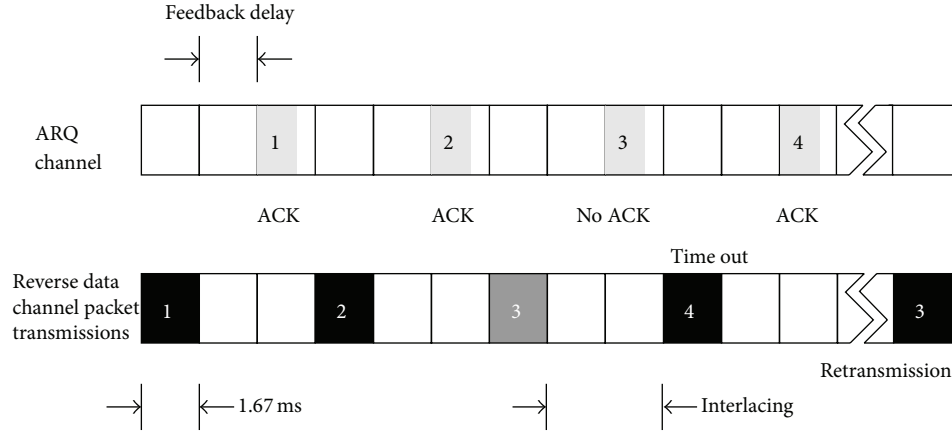 Feedback delay
ARQ
channel
1
2
3
4
ACK
ACK
No ACK
ACK
Time out
Reverse data
channel packet
transmissions
1
2
3
4
3
Retransmission
1.67 ms
Interlacing